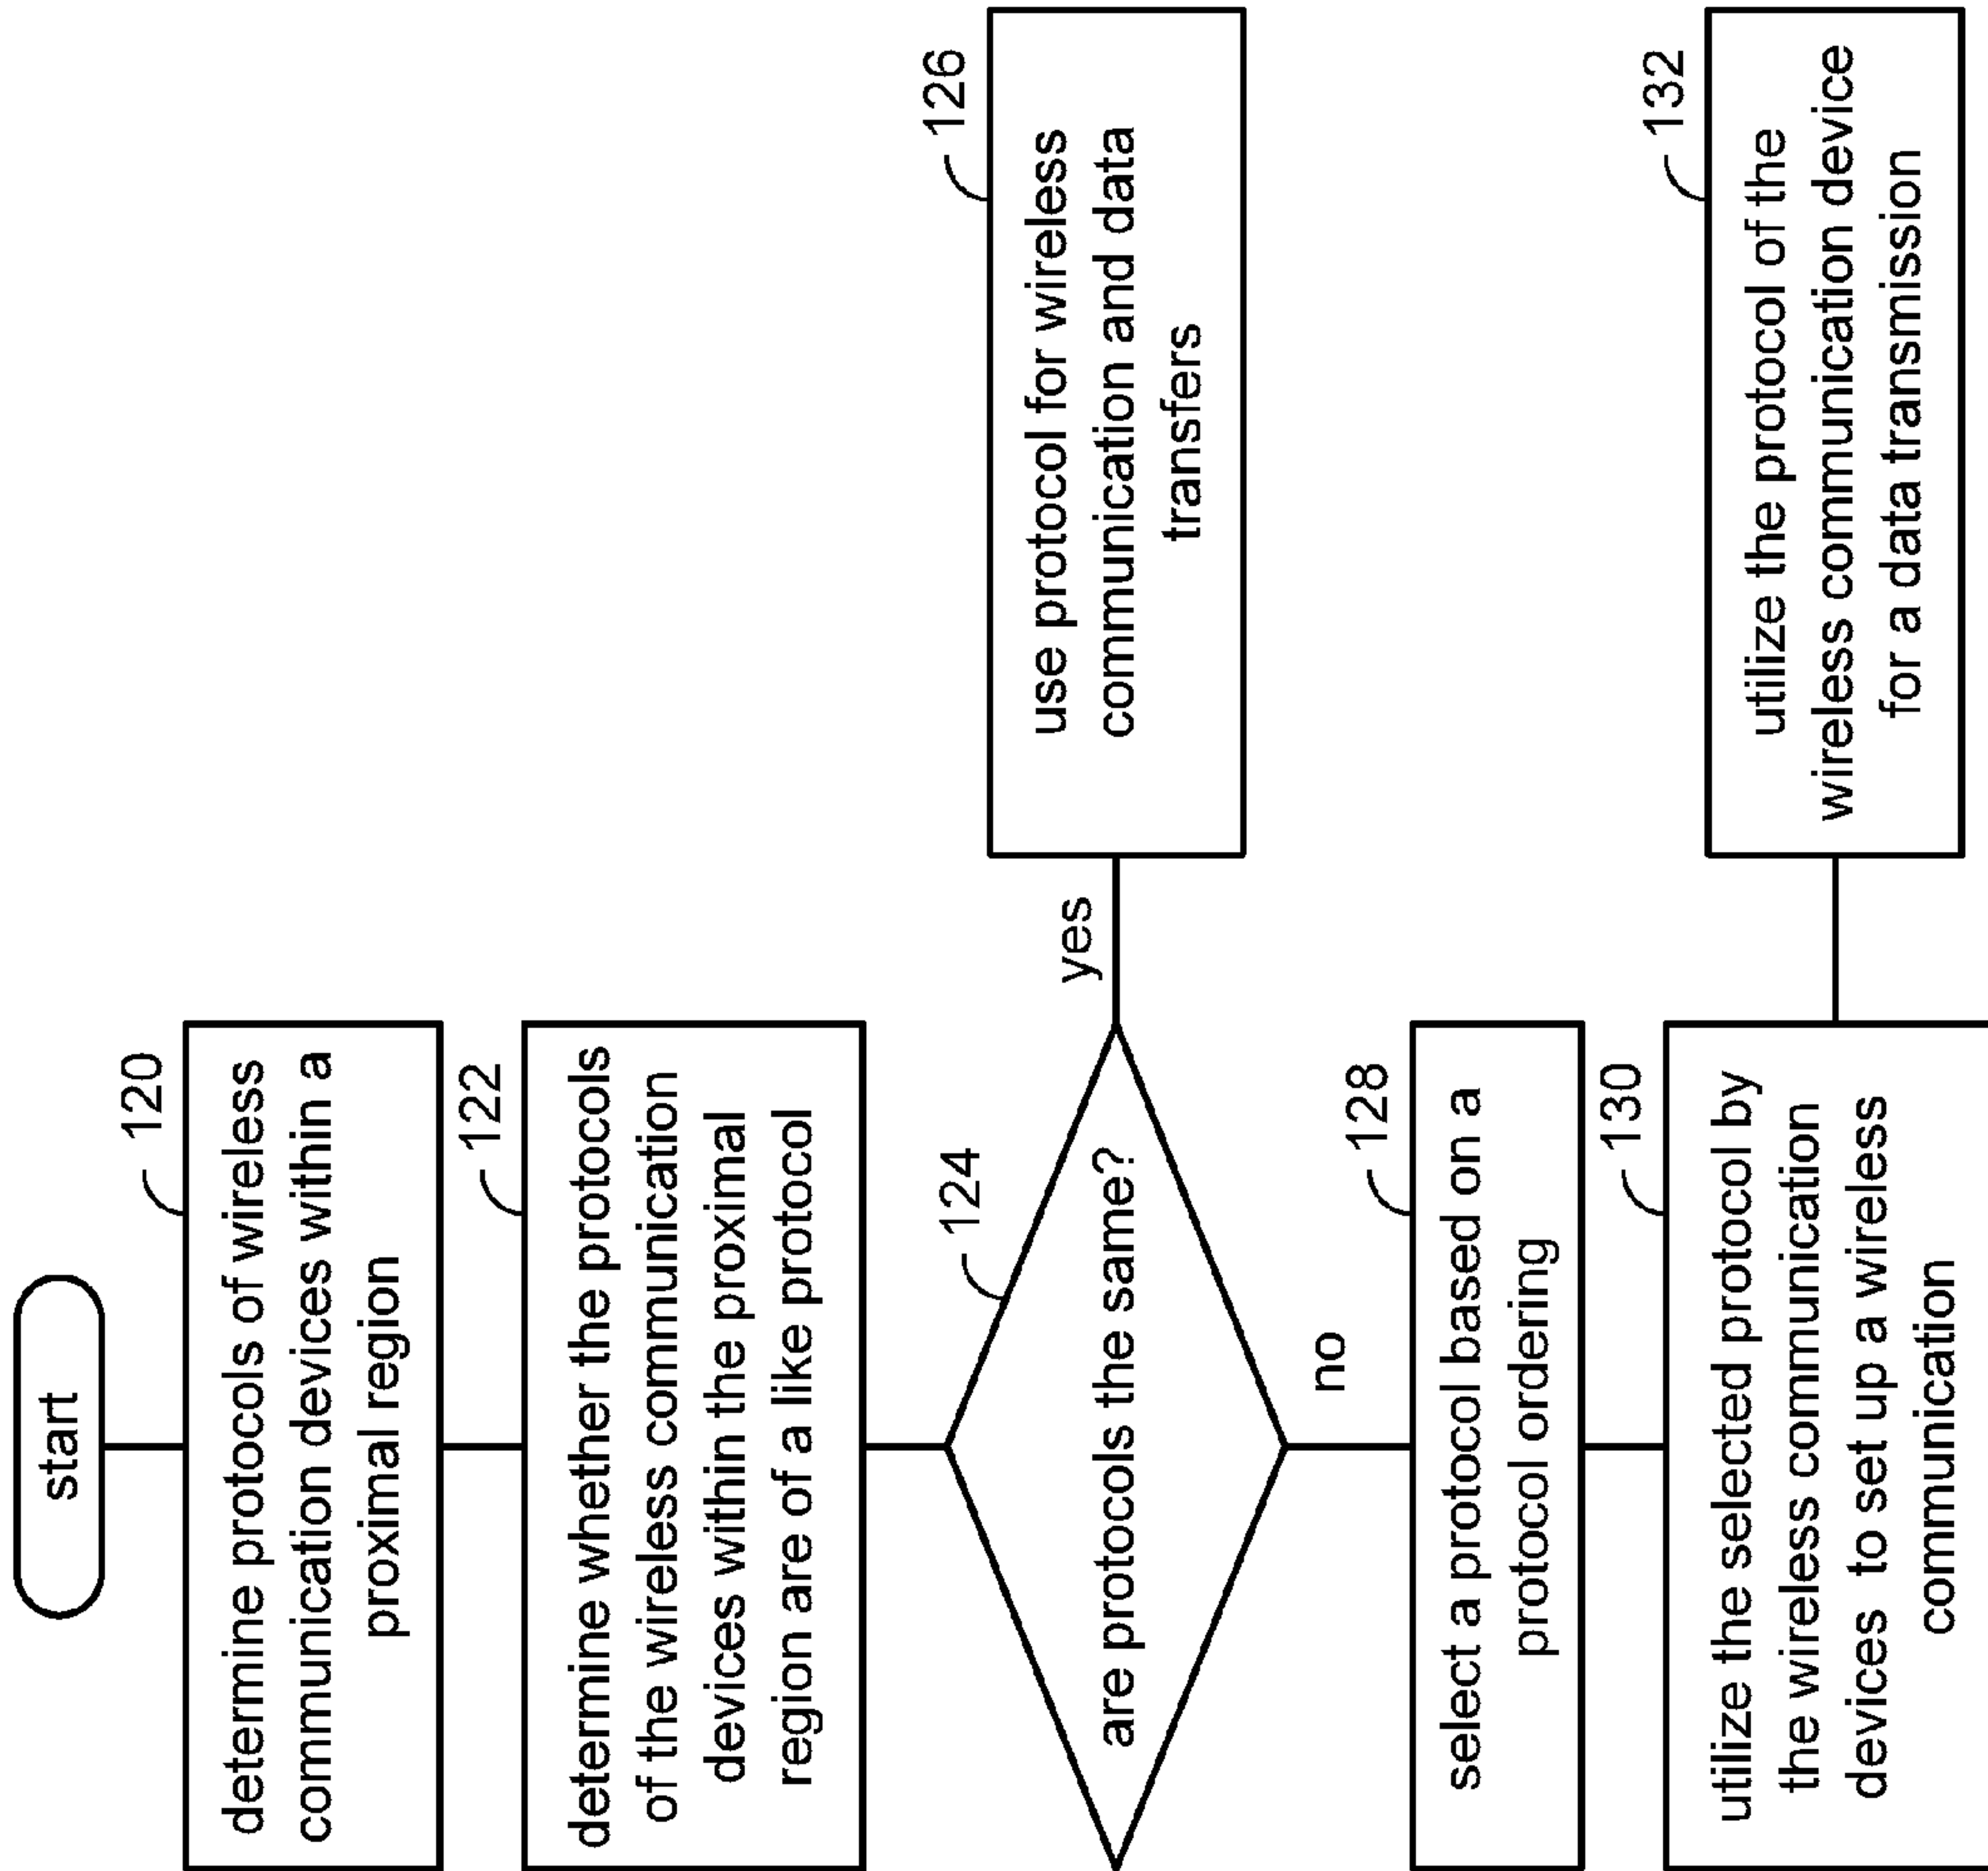 start
120
determine protocols of wireless
communication devices within a
proximal region
122
determine whether the protocols
of the wireless communication
devices within the proximal
region are of a like protocol
124
are protocols the same?
yes
126
use protocol for wireless
communication and data
transfers
no
128
select a protocol based on a
protocol ordering
130
utilize the selected protocol by
the wireless communication
devices to set up a wireless
communication
132
utilize the protocol of the
wireless communication device
for a data transmission